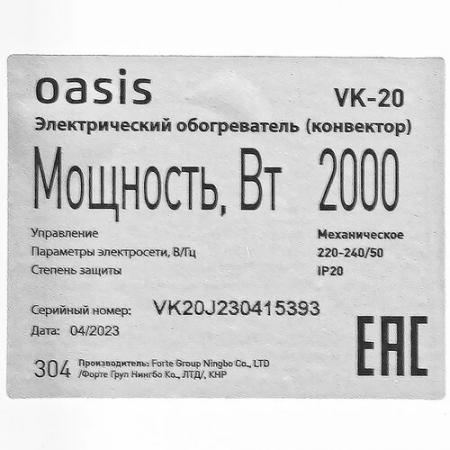 oasis VK-20
Электрический обогреватель (конвектор)
Мощность, Вт 2000
Управление Механическое
Параметры электросети, В/Гц 220-240/50
Степень защиты IP20
Серийный номер: VK20J230415393
Дата: 04/2023
EAC
304 Производитель: Forte Group Ningbo Co., LTD
/Форте Груп Нингбо Ко., ЛТД/, КНР